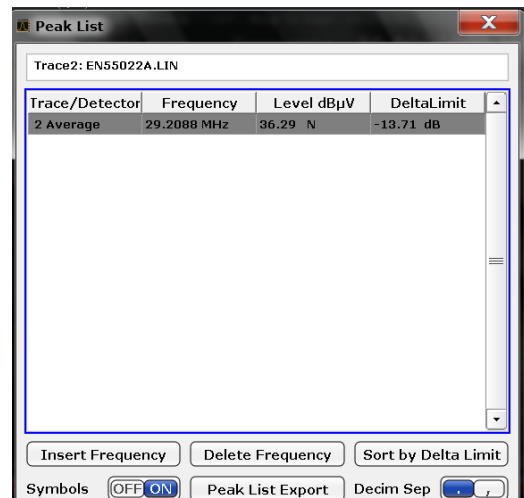 Peak List
X
Trace2: EN55022A.LIN
Trace/Detector Frequency Level dBµV DeltaLimit
2 Average 29.2088 MHz 36.29 N -13.71 dB
Insert Frequency Delete Frequency Sort by Delta Limit
Symbols OFF ON Peak List Export Decim Sep . ,